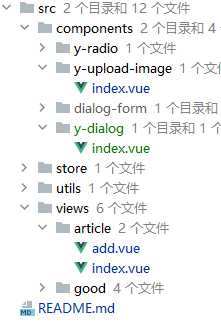 src 2 个目录和 12 个文件
components 2 个目录和 4
y-radio 1 个文件
y-upload-image 1 个文件
index.vue
dialog-form 1 个目录和
y-dialog 1 个目录和 1 个
index.vue
store 1 个文件
utils 1 个文件
views 6 个文件
article 2 个文件
add.vue
index.vue
good 4 个文件
MD README.md